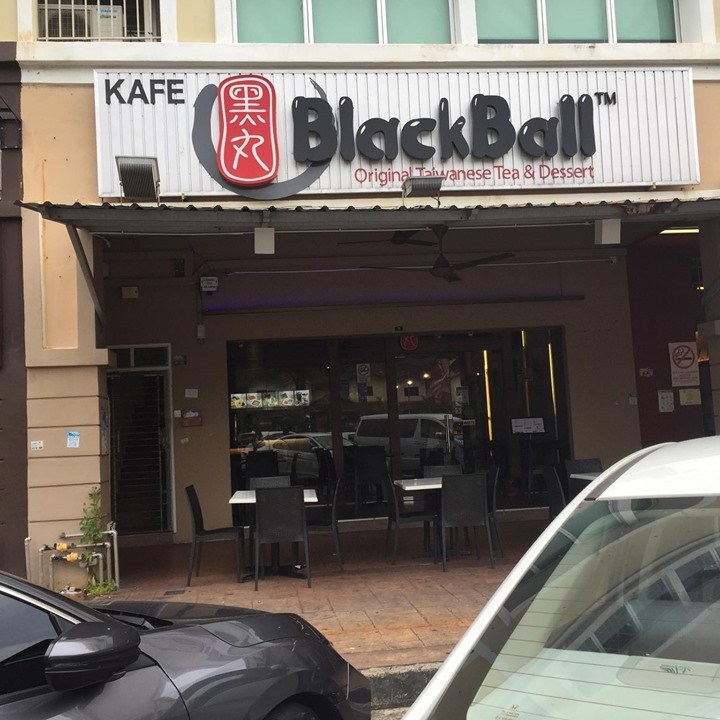 KAFE
黑丸
BlackBall™
Original Taiwanese Tea & Dessert